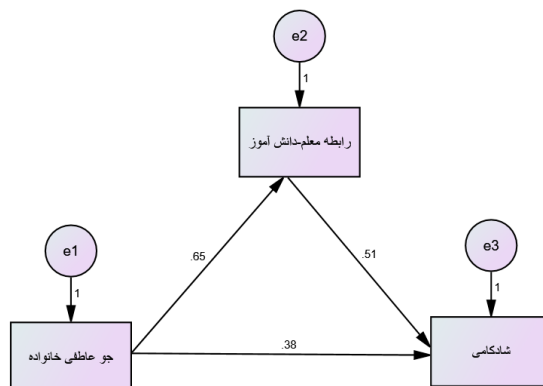 e2
1
رابطه معلم-دانش آموز
e1
e3
.65
.51
1
1
جو عاطفی خانواده
.38
شادکامی